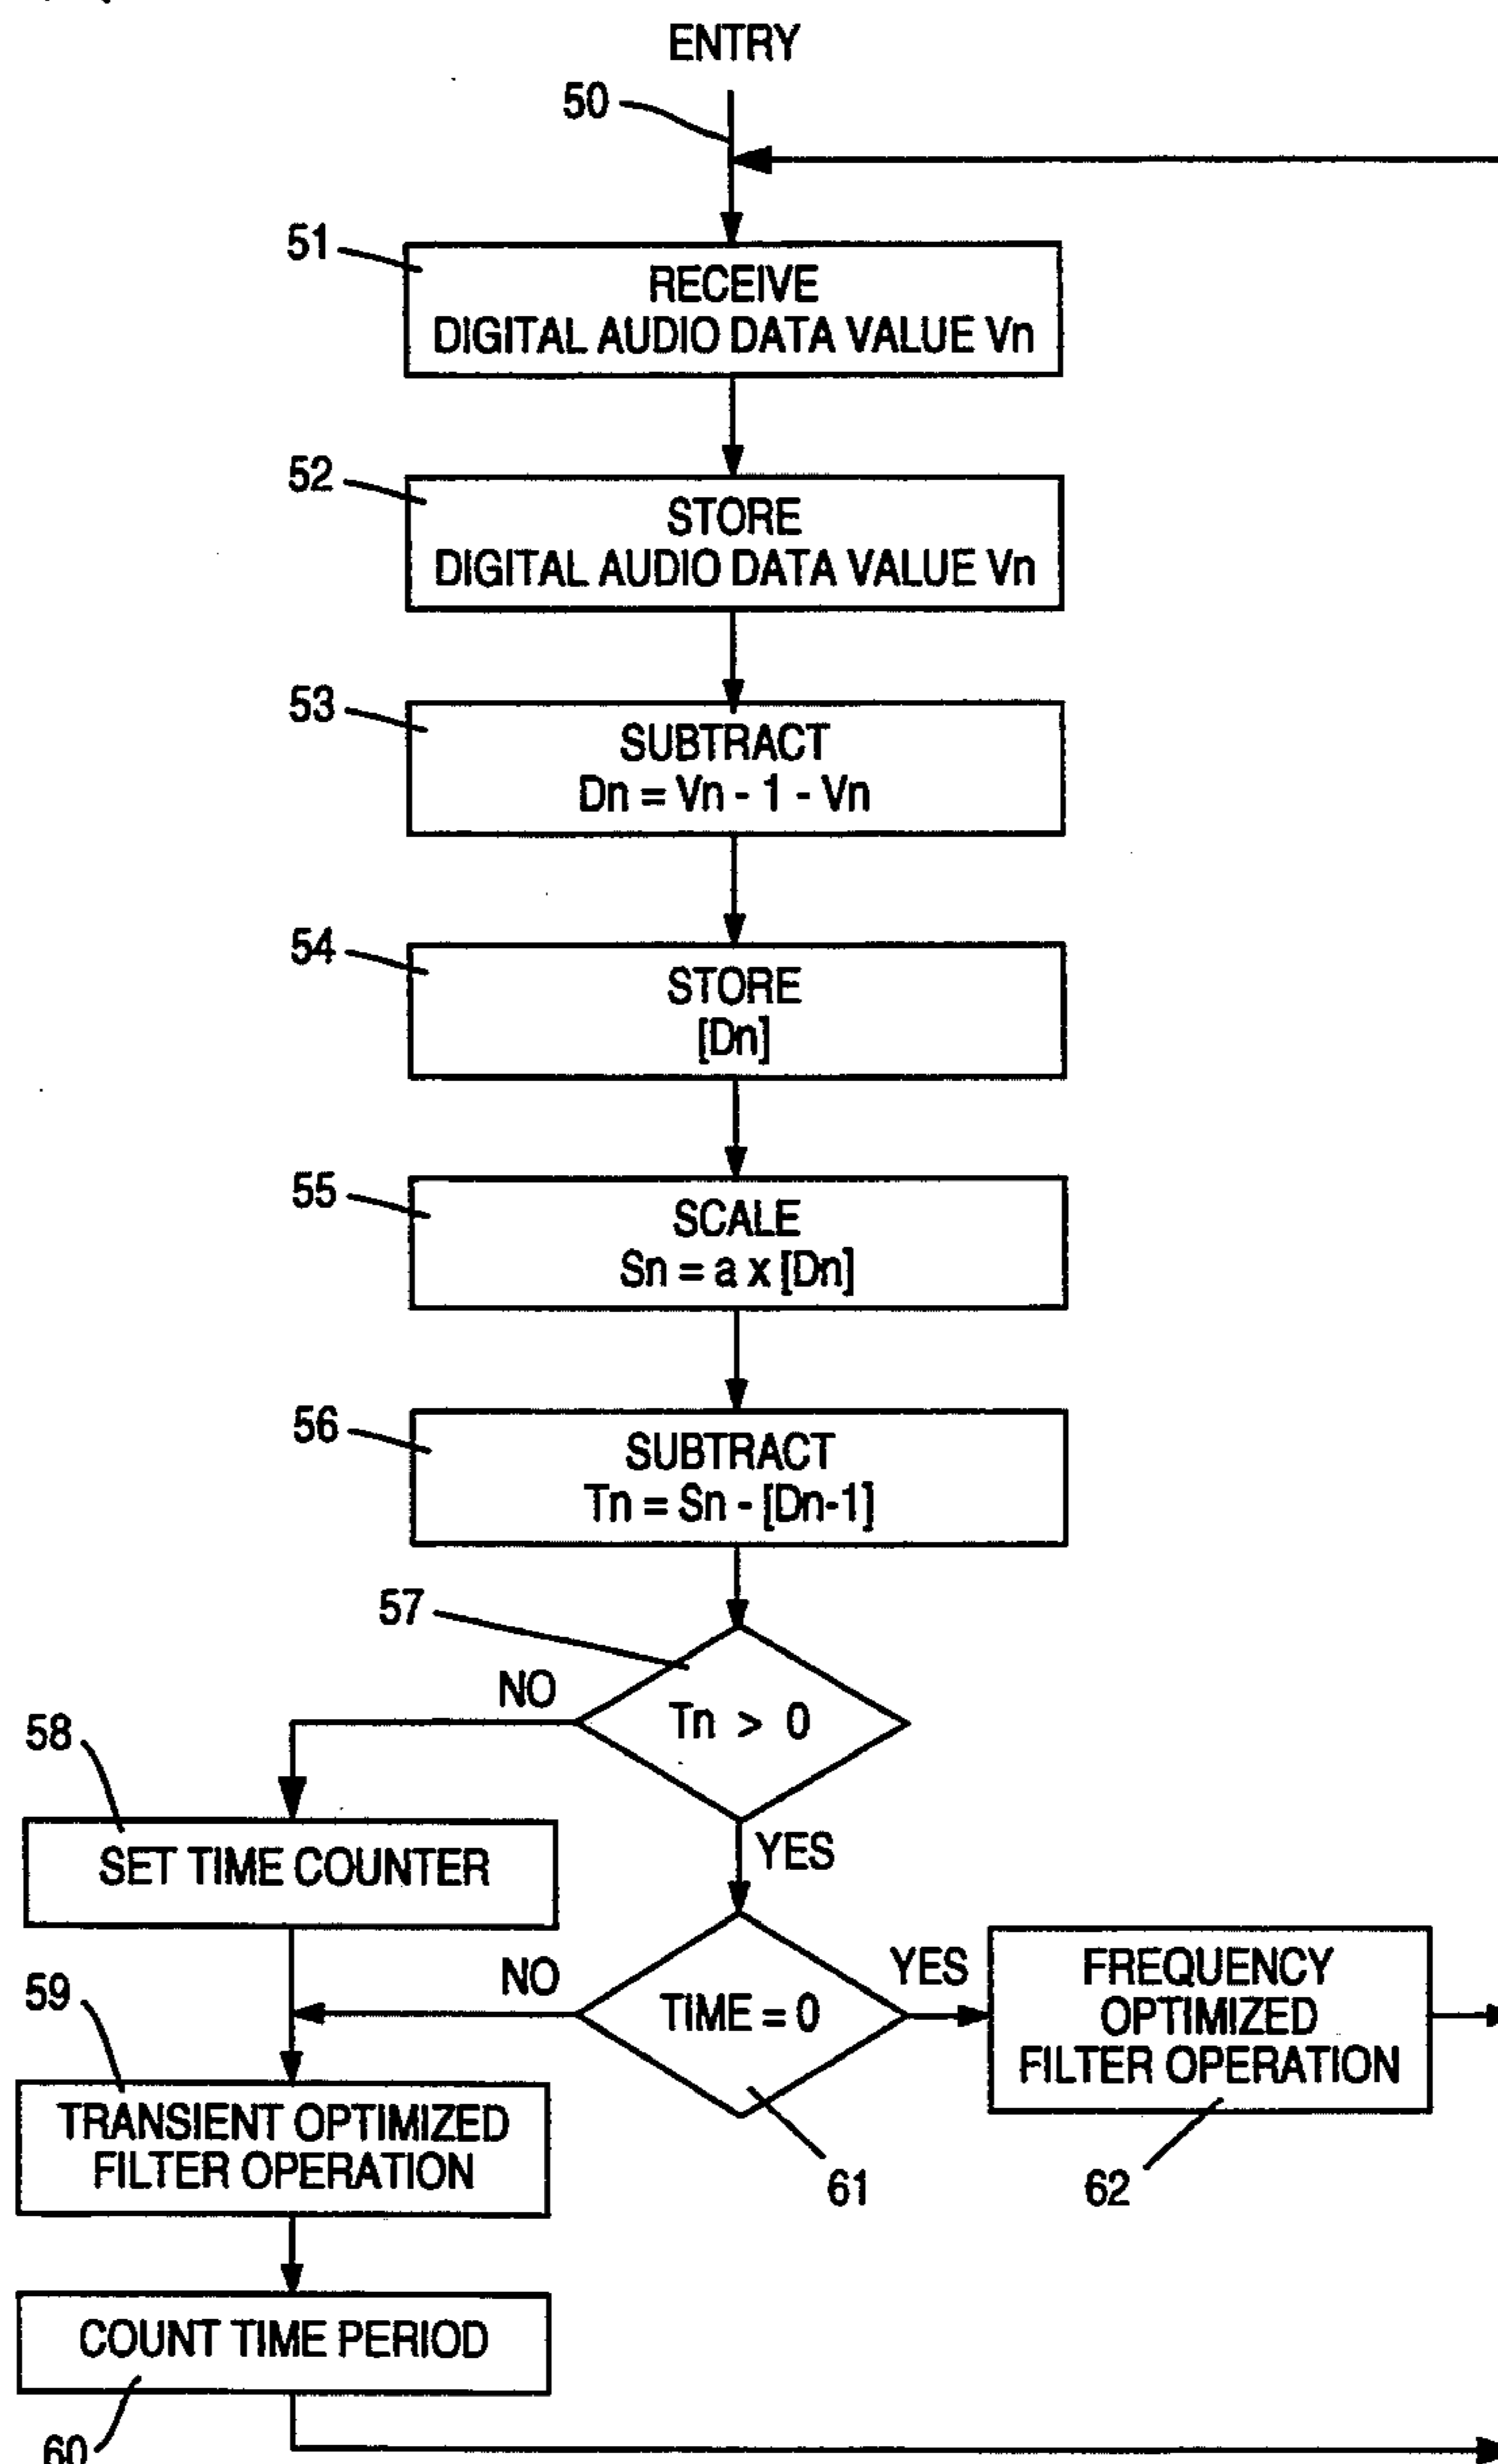 ENTRY
50
51
RECEIVE
DIGITAL AUDIO DATA VALUE Vn
52
STORE
DIGITAL AUDIO DATA VALUE Vn
53
SUBTRACT
Dn = Vn - 1 - Vn
54
STORE
[Dn]
55
SCALE
Sn = a x [Dn]
56
SUBTRACT
Tn = Sn - [Dn-1]
57
NO
Tn > 0
58
YES
SET TIME COUNTER
59
NO
TIME = 0
YES
FREQUENCY
OPTIMIZED
FILTER OPERATION
TRANSIENT OPTIMIZED
FILTER OPERATION
61
62
COUNT TIME PERIOD
60